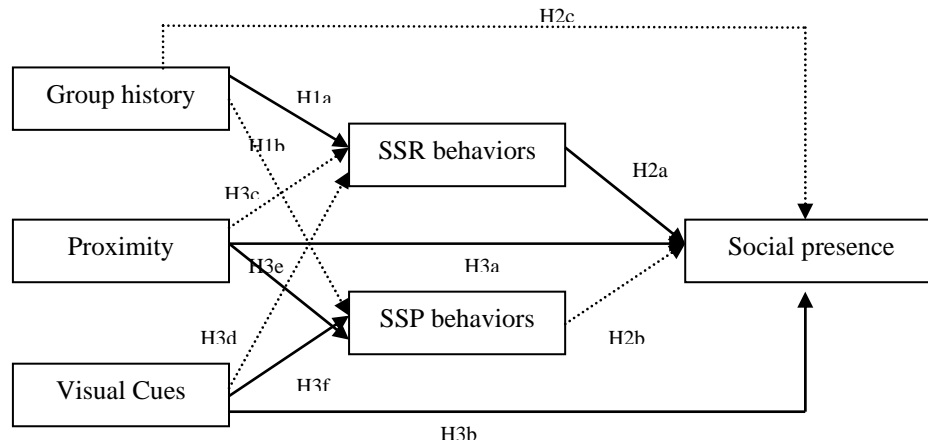 H2c
Group history
H1a
H1b
SSR behaviors
H2a
H3c
Proximity
H3e
H3a
Social presence
SSP behaviors
H3d
H2b
Visual Cues
H3f
H3b